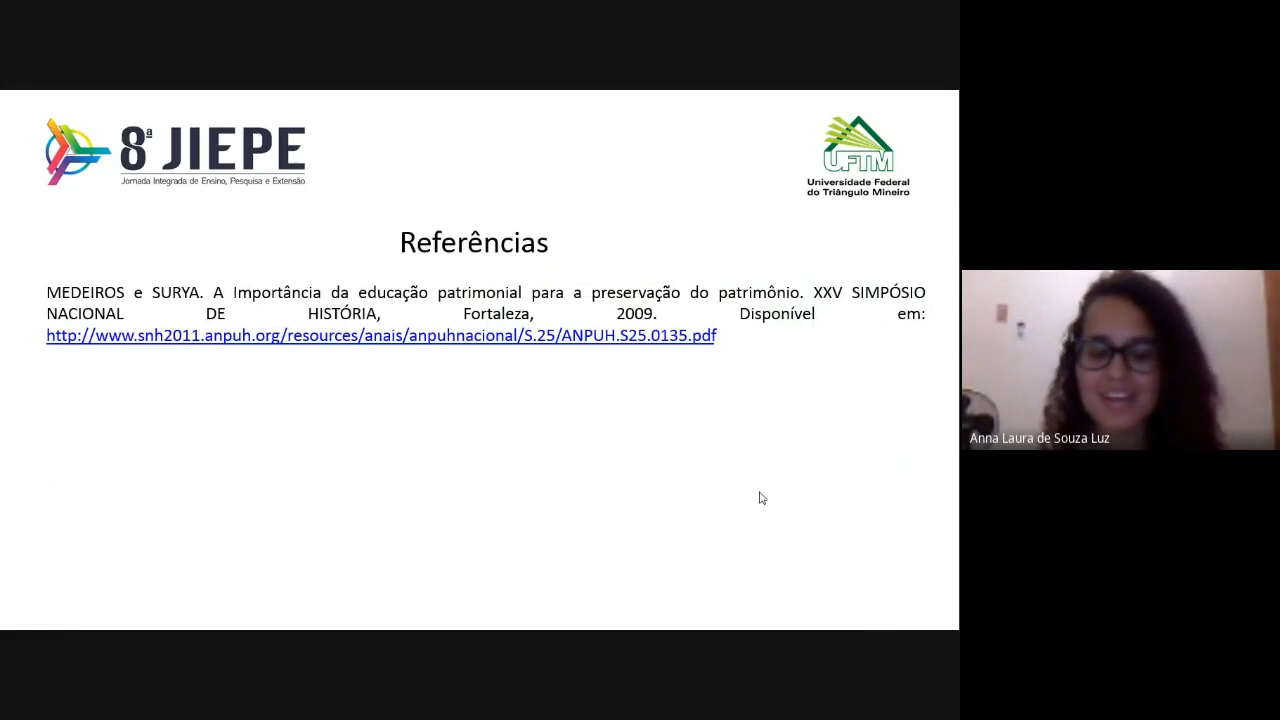 8ª JIEPE
Jornada Integrada de Ensino, Pesquisa e Extensão
UFTM
Universidade Federal
do Triângulo Mineiro
Referências
MEDEIROS e SURYA. A Importância da educação patrimonial para a preservação do patrimônio. XXV SIMPÓSIO
NACIONAL DE HISTÓRIA, Fortaleza, 2009. Disponível em:
http://www.snh2011.anpuh.org/resources/anais/anpuhnacional/S.25/ANPUH.S25.0135.pdf
Anna Laura de Souza Luz